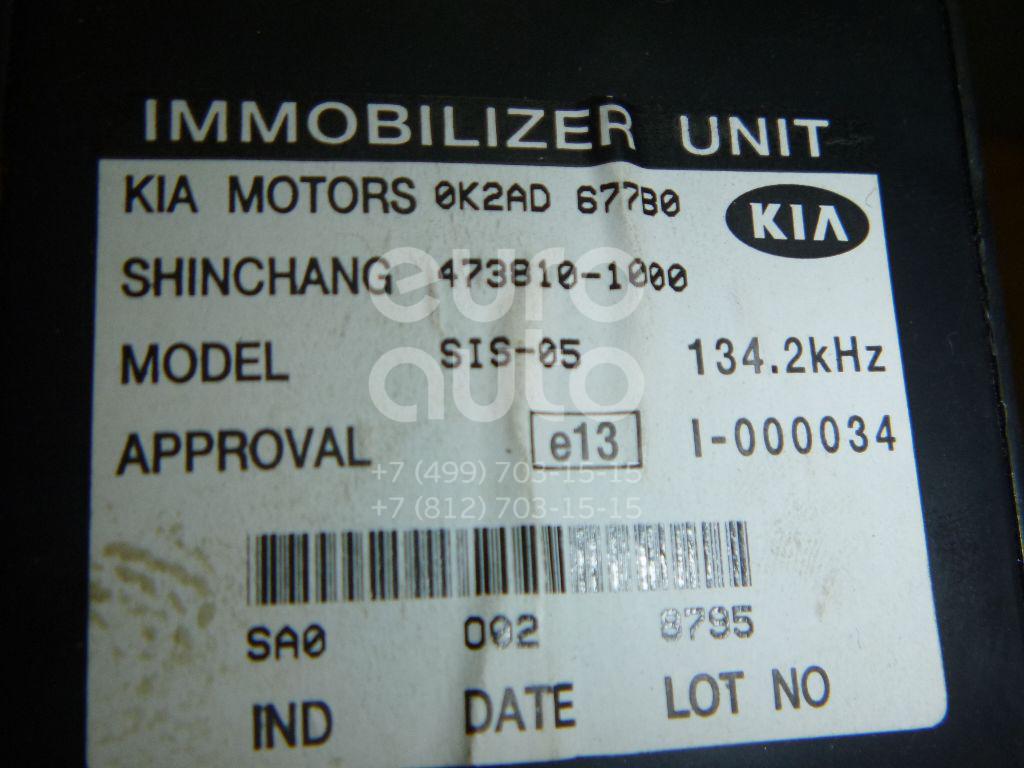 IMMOBILIZER UNIT
KIA MOTORS 0K2AD 677B0 KIA
SHINCHANG 473810-1000
MODEL SIS-05 134.2kHz
APPROVAL e13 I-000034
euro
auto
+7 (499) 703-15-15
+7 (812) 703-15-15
SA0 002 8795
IND DATE LOT NO